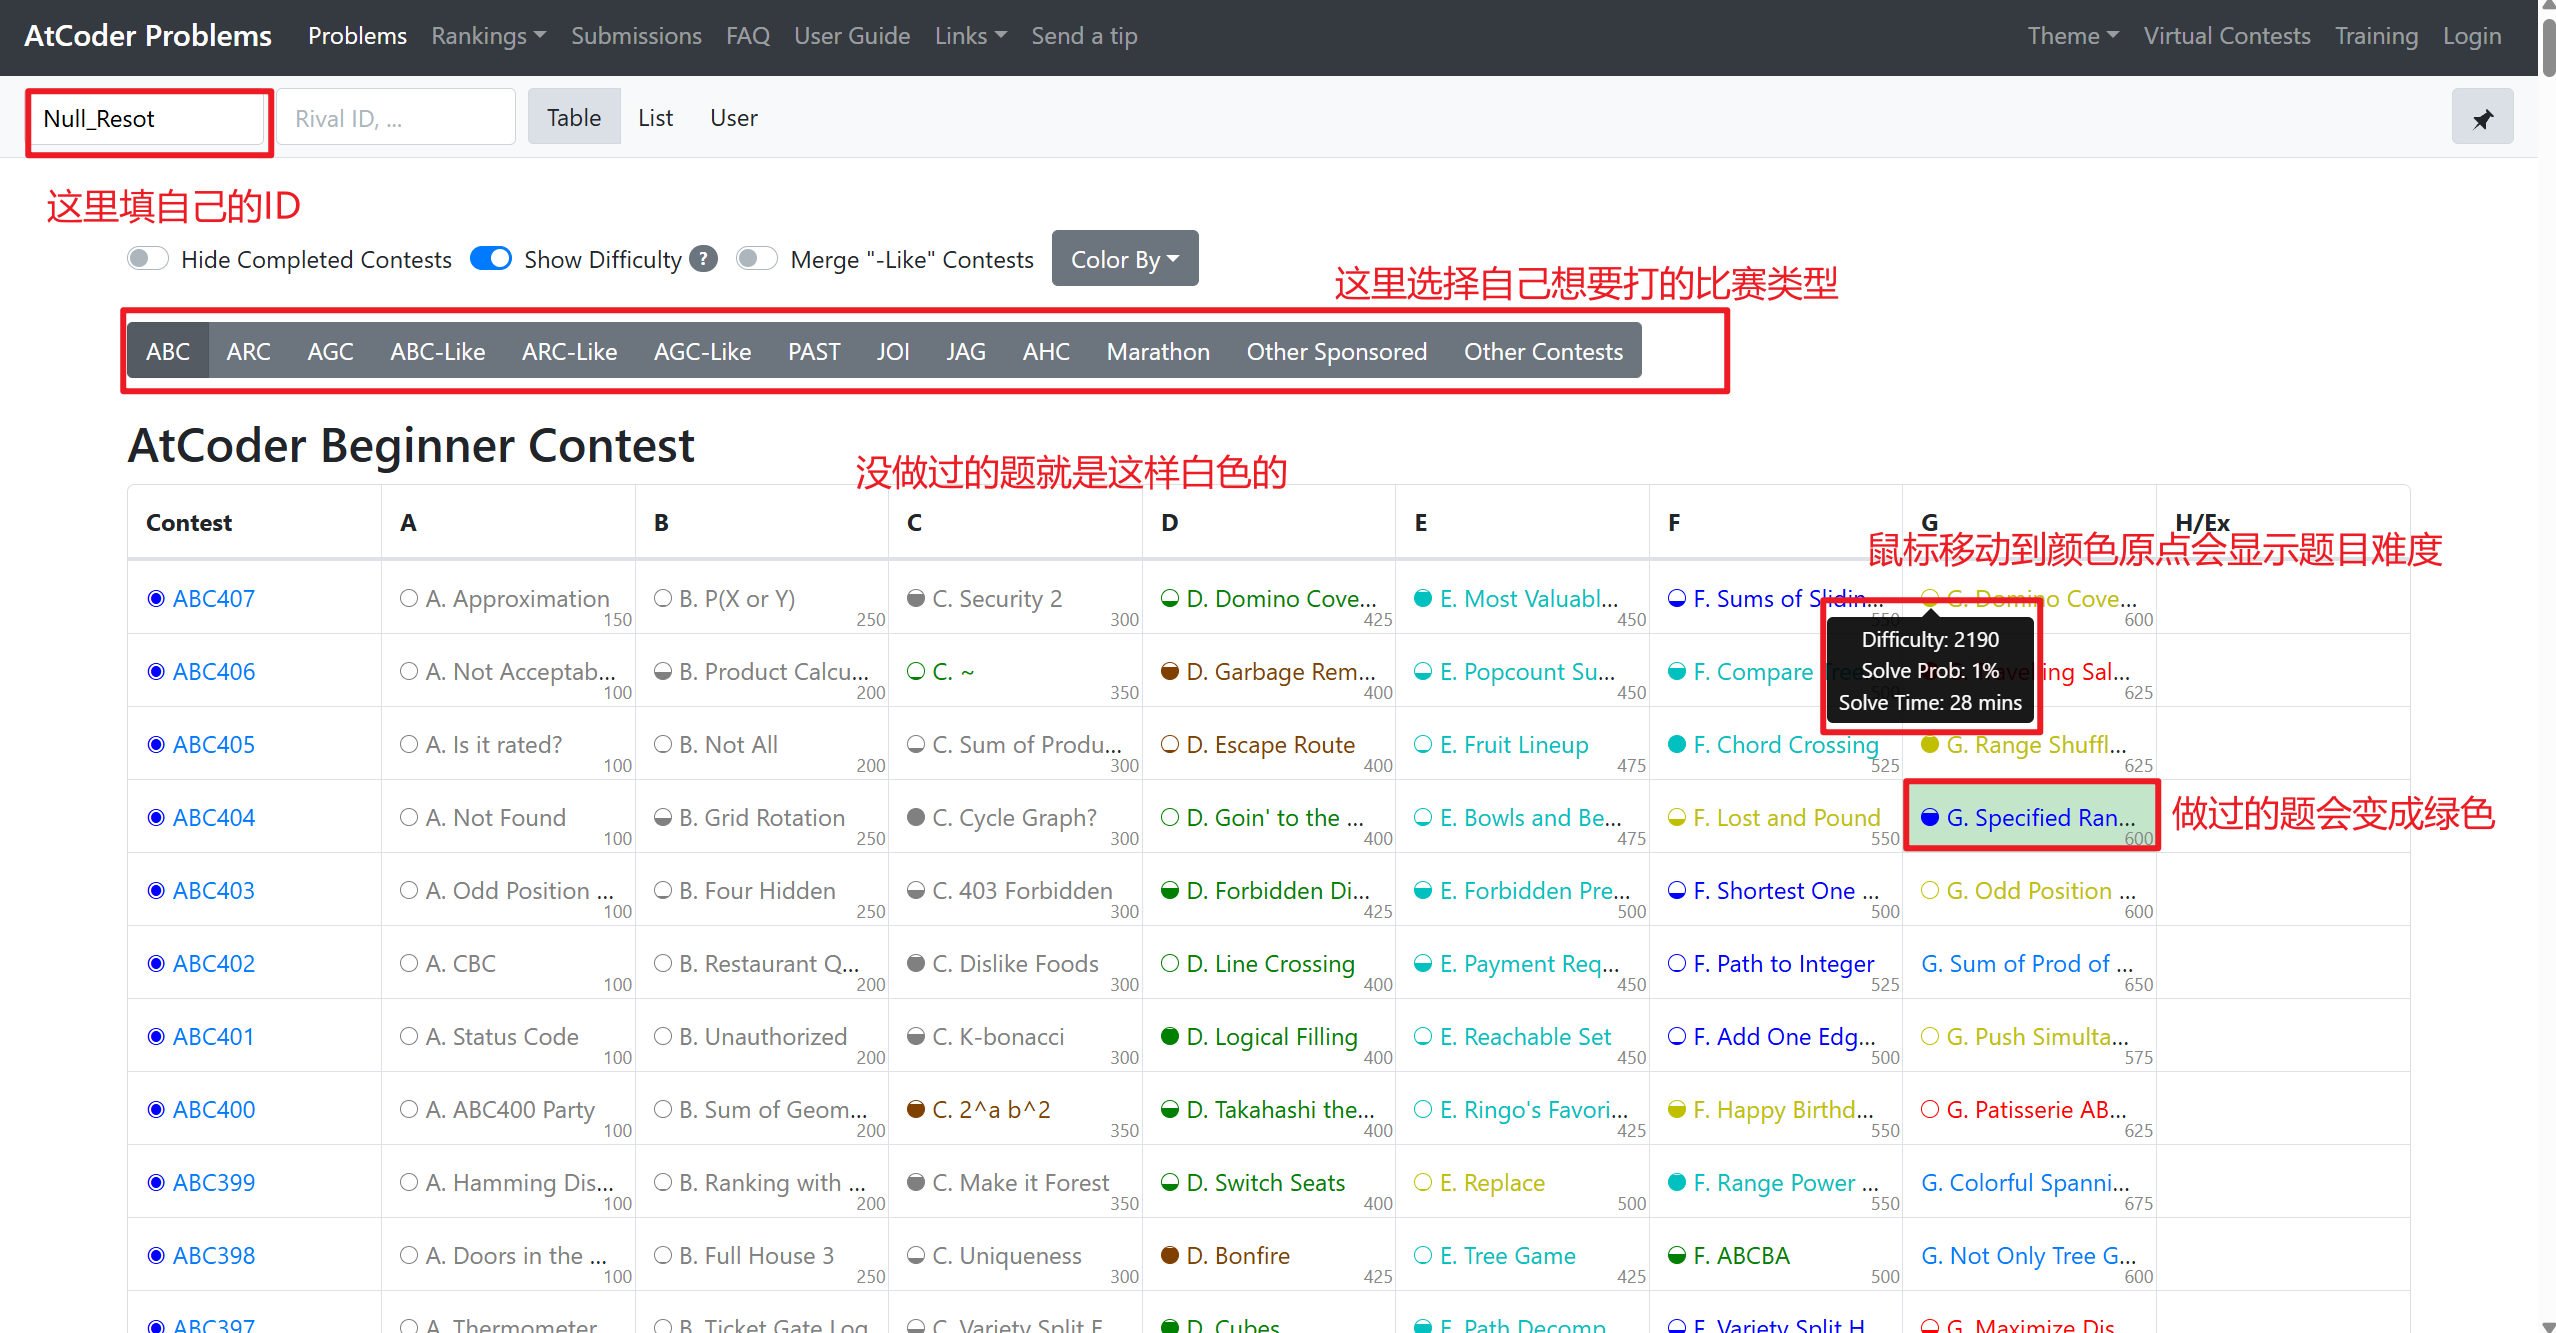 AtCoder Problems Problems Rankings Submissions FAQ User Guide Links Send a tip Theme Virtual Contests Training Login
Null_Resot Rival ID, ... Table List User
这里填自己的ID
Hide Completed Contests Show Difficulty ? Merge "-Like" Contests Color By
这里选择自己想要打的比赛类型
ABC ARC AGC ABC-Like ARC-Like AGC-Like PAST JOI JAG AHC Marathon Other Sponsored Other Contests
AtCoder Beginner Contest
没做过的题就是这样白色的
Contest A B C D E F G H/Ex
鼠标移动到颜色原点会显示题目难度
ABC407 A. Approximation 150 B. P(X or Y) 250 C. Security 2 300 D. Domino Cove... 425 E. Most Valuabl... 450 F. Sums of Slidin... 550 G. Domino Cove... 600
Difficulty: 2190
Solve Prob: 1%
Solve Time: 28 mins
ABC406 A. Not Acceptab... 100 B. Product Calcu... 200 C. ~ 350 D. Garbage Rem... 400 E. Popcount Su... 450 F. Compare Tree 500 Sal... 625
ABC405 A. Is it rated? 100 B. Not All 200 C. Sum of Produ... 300 D. Escape Route 400 E. Fruit Lineup 475 F. Chord Crossing 525 G. Range Shuffl... 625
ABC404 A. Not Found 100 B. Grid Rotation 250 C. Cycle Graph? 300 D. Goin' to the ... 400 E. Bowls and Be... 475 F. Lost and Pound 550 G. Specified Ran... 600
做过的题会变成绿色
ABC403 A. Odd Position ... 100 B. Four Hidden 250 C. 403 Forbidden 300 D. Forbidden Di... 425 E. Forbidden Pre... 500 F. Shortest One ... 500 G. Odd Position ... 600
ABC402 A. CBC 100 B. Restaurant Q... 200 C. Dislike Foods 300 D. Line Crossing 400 E. Payment Req... 450 F. Path to Integer 525 G. Sum of Prod of ... 650
ABC401 A. Status Code 100 B. Unauthorized 200 C. K-bonacci 300 D. Logical Filling 400 E. Reachable Set 450 F. Add One Edg... 500 G. Push Simulta... 575
ABC400 A. ABC400 Party 100 B. Sum of Geom... 200 C. 2^a b^2 350 D. Takahashi the... 400 E. Ringo's Favori... 425 F. Happy Birthd... 550 G. Patisserie AB... 625
ABC399 A. Hamming Dis... 100 B. Ranking with ... 200 C. Make it Forest 350 D. Switch Seats 400 E. Replace 500 F. Range Power ... 550 G. Colorful Spanni... 675
ABC398 A. Doors in the ... 100 B. Full House 3 250 C. Uniqueness 300 D. Bonfire 425 E. Tree Game 425 F. ABCBA 500 G. Not Only Tree G... 600
ABC397 A. Thermometer B. Ticket Gate Log C. Variety Split E D. Cubes E. Path Decomp F. Variety Split H G. Maximize Dis